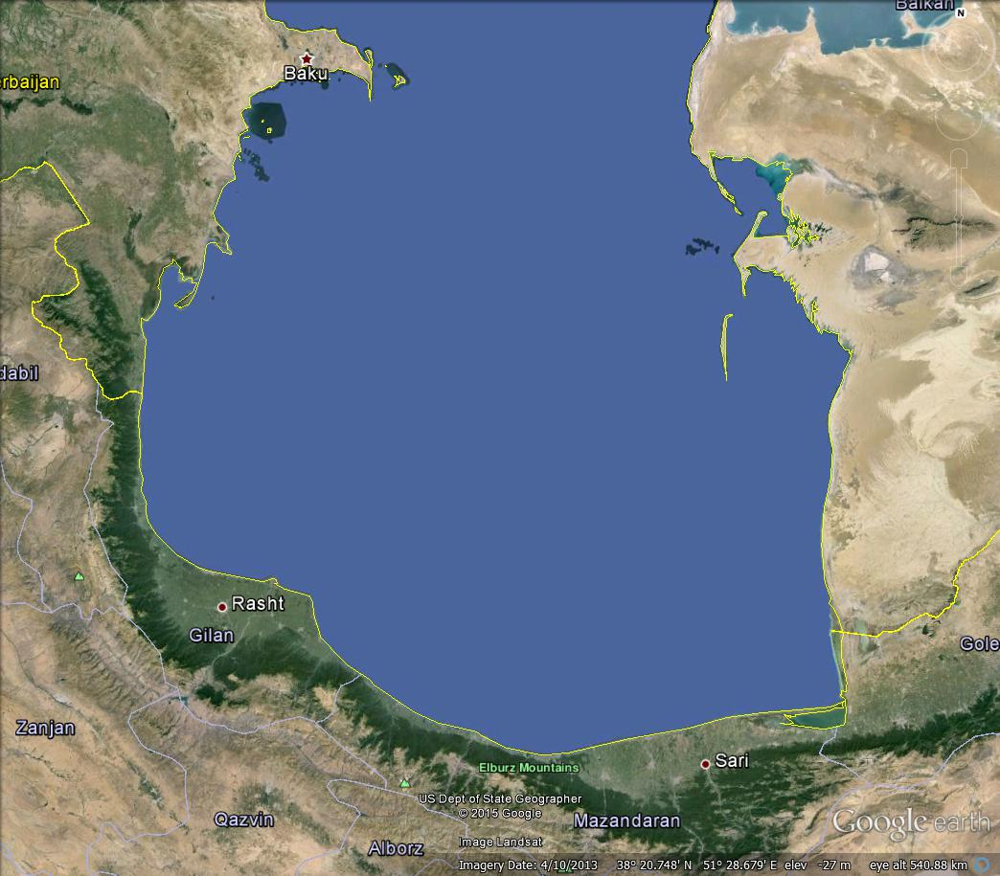 Balkan
N
Baku
rbaijan
dabil
Rasht
Gilan
Gole
Zanjan
Sari
Elburz Mountains
US Dept of State Geographer
© 2015 Google
Qazvin
Mazandaran
Google earth
Alborz
Image Landsat
Imagery Date: 4/10/2013 38° 20.748' N 51° 28.679' E elev -27 m eye alt 540.88 km